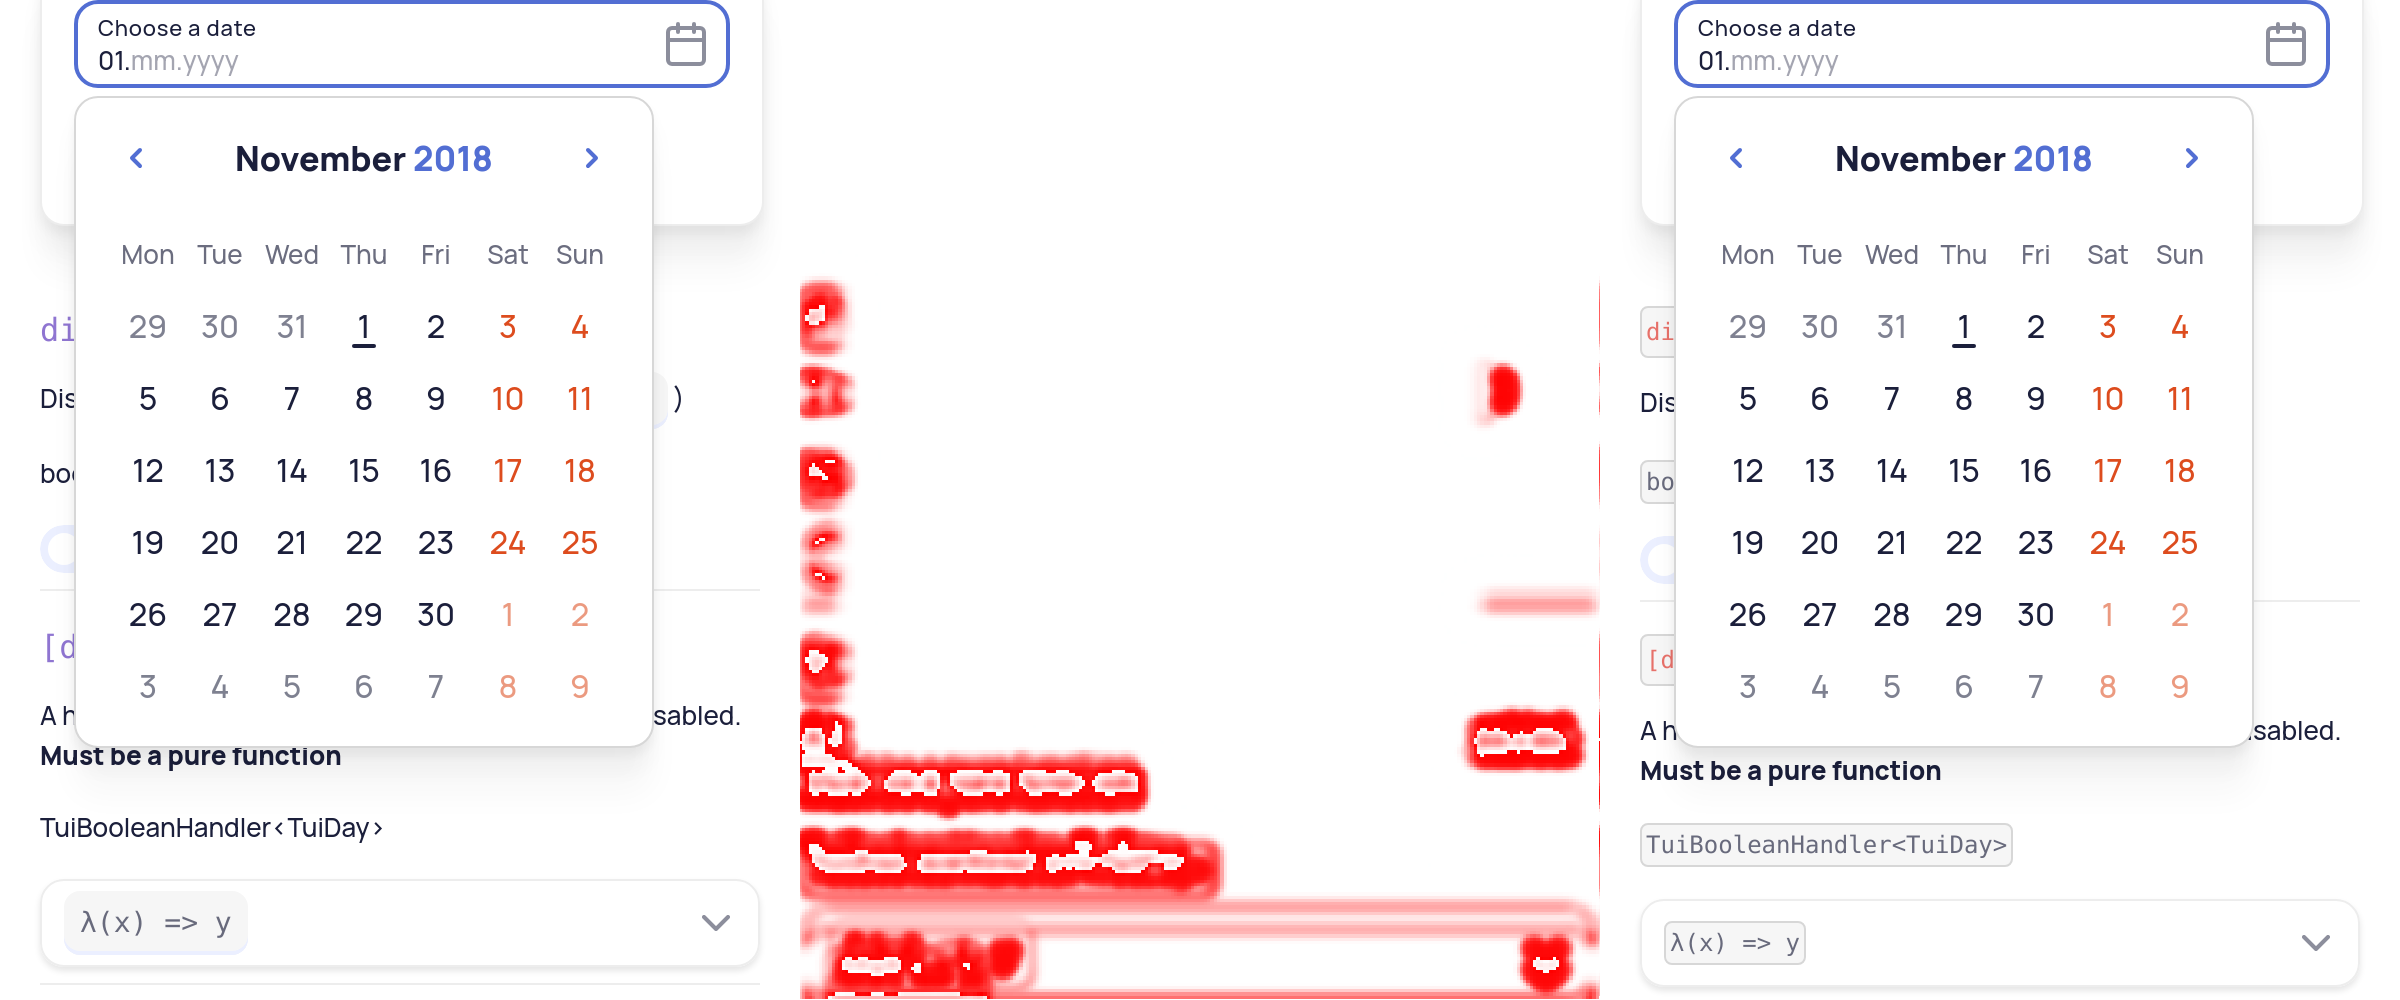 Choose a date
01.mm.yyyy
November 2018
Mon Tue Wed Thu Fri Sat Sun
29 30 31 1 2 3 4
5 6 7 8 9 10 11
12 13 14 15 16 17 18
19 20 21 22 23 24 25
26 27 28 29 30 1 2
3 4 5 6 7 8 9
di
Dis )
boo
[d
A h sabled.
Must be a pure function
TuiBooleanHandler<TuiDay>
λ(x) => y
Choose a date
01.mm.yyyy
November 2018
Mon Tue Wed Thu Fri Sat Sun
29 30 31 1 2 3 4
5 6 7 8 9 10 11
12 13 14 15 16 17 18
19 20 21 22 23 24 25
26 27 28 29 30 1 2
3 4 5 6 7 8 9
di
Dis
bo
[d
A h sabled.
Must be a pure function
TuiBooleanHandler<TuiDay>
λ(x) => y